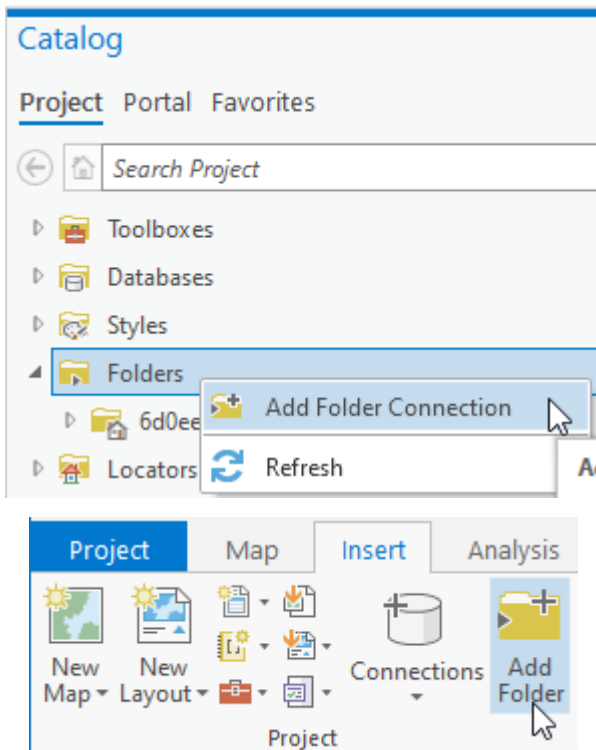 Catalog
Project Portal Favorites
Search Project
Toolboxes
Databases
Styles
Folders
Add Folder Connection
6d0ee
Locators
Refresh
Project Map Insert Analysis
New Map
New Layout
Connections
Add Folder
Project